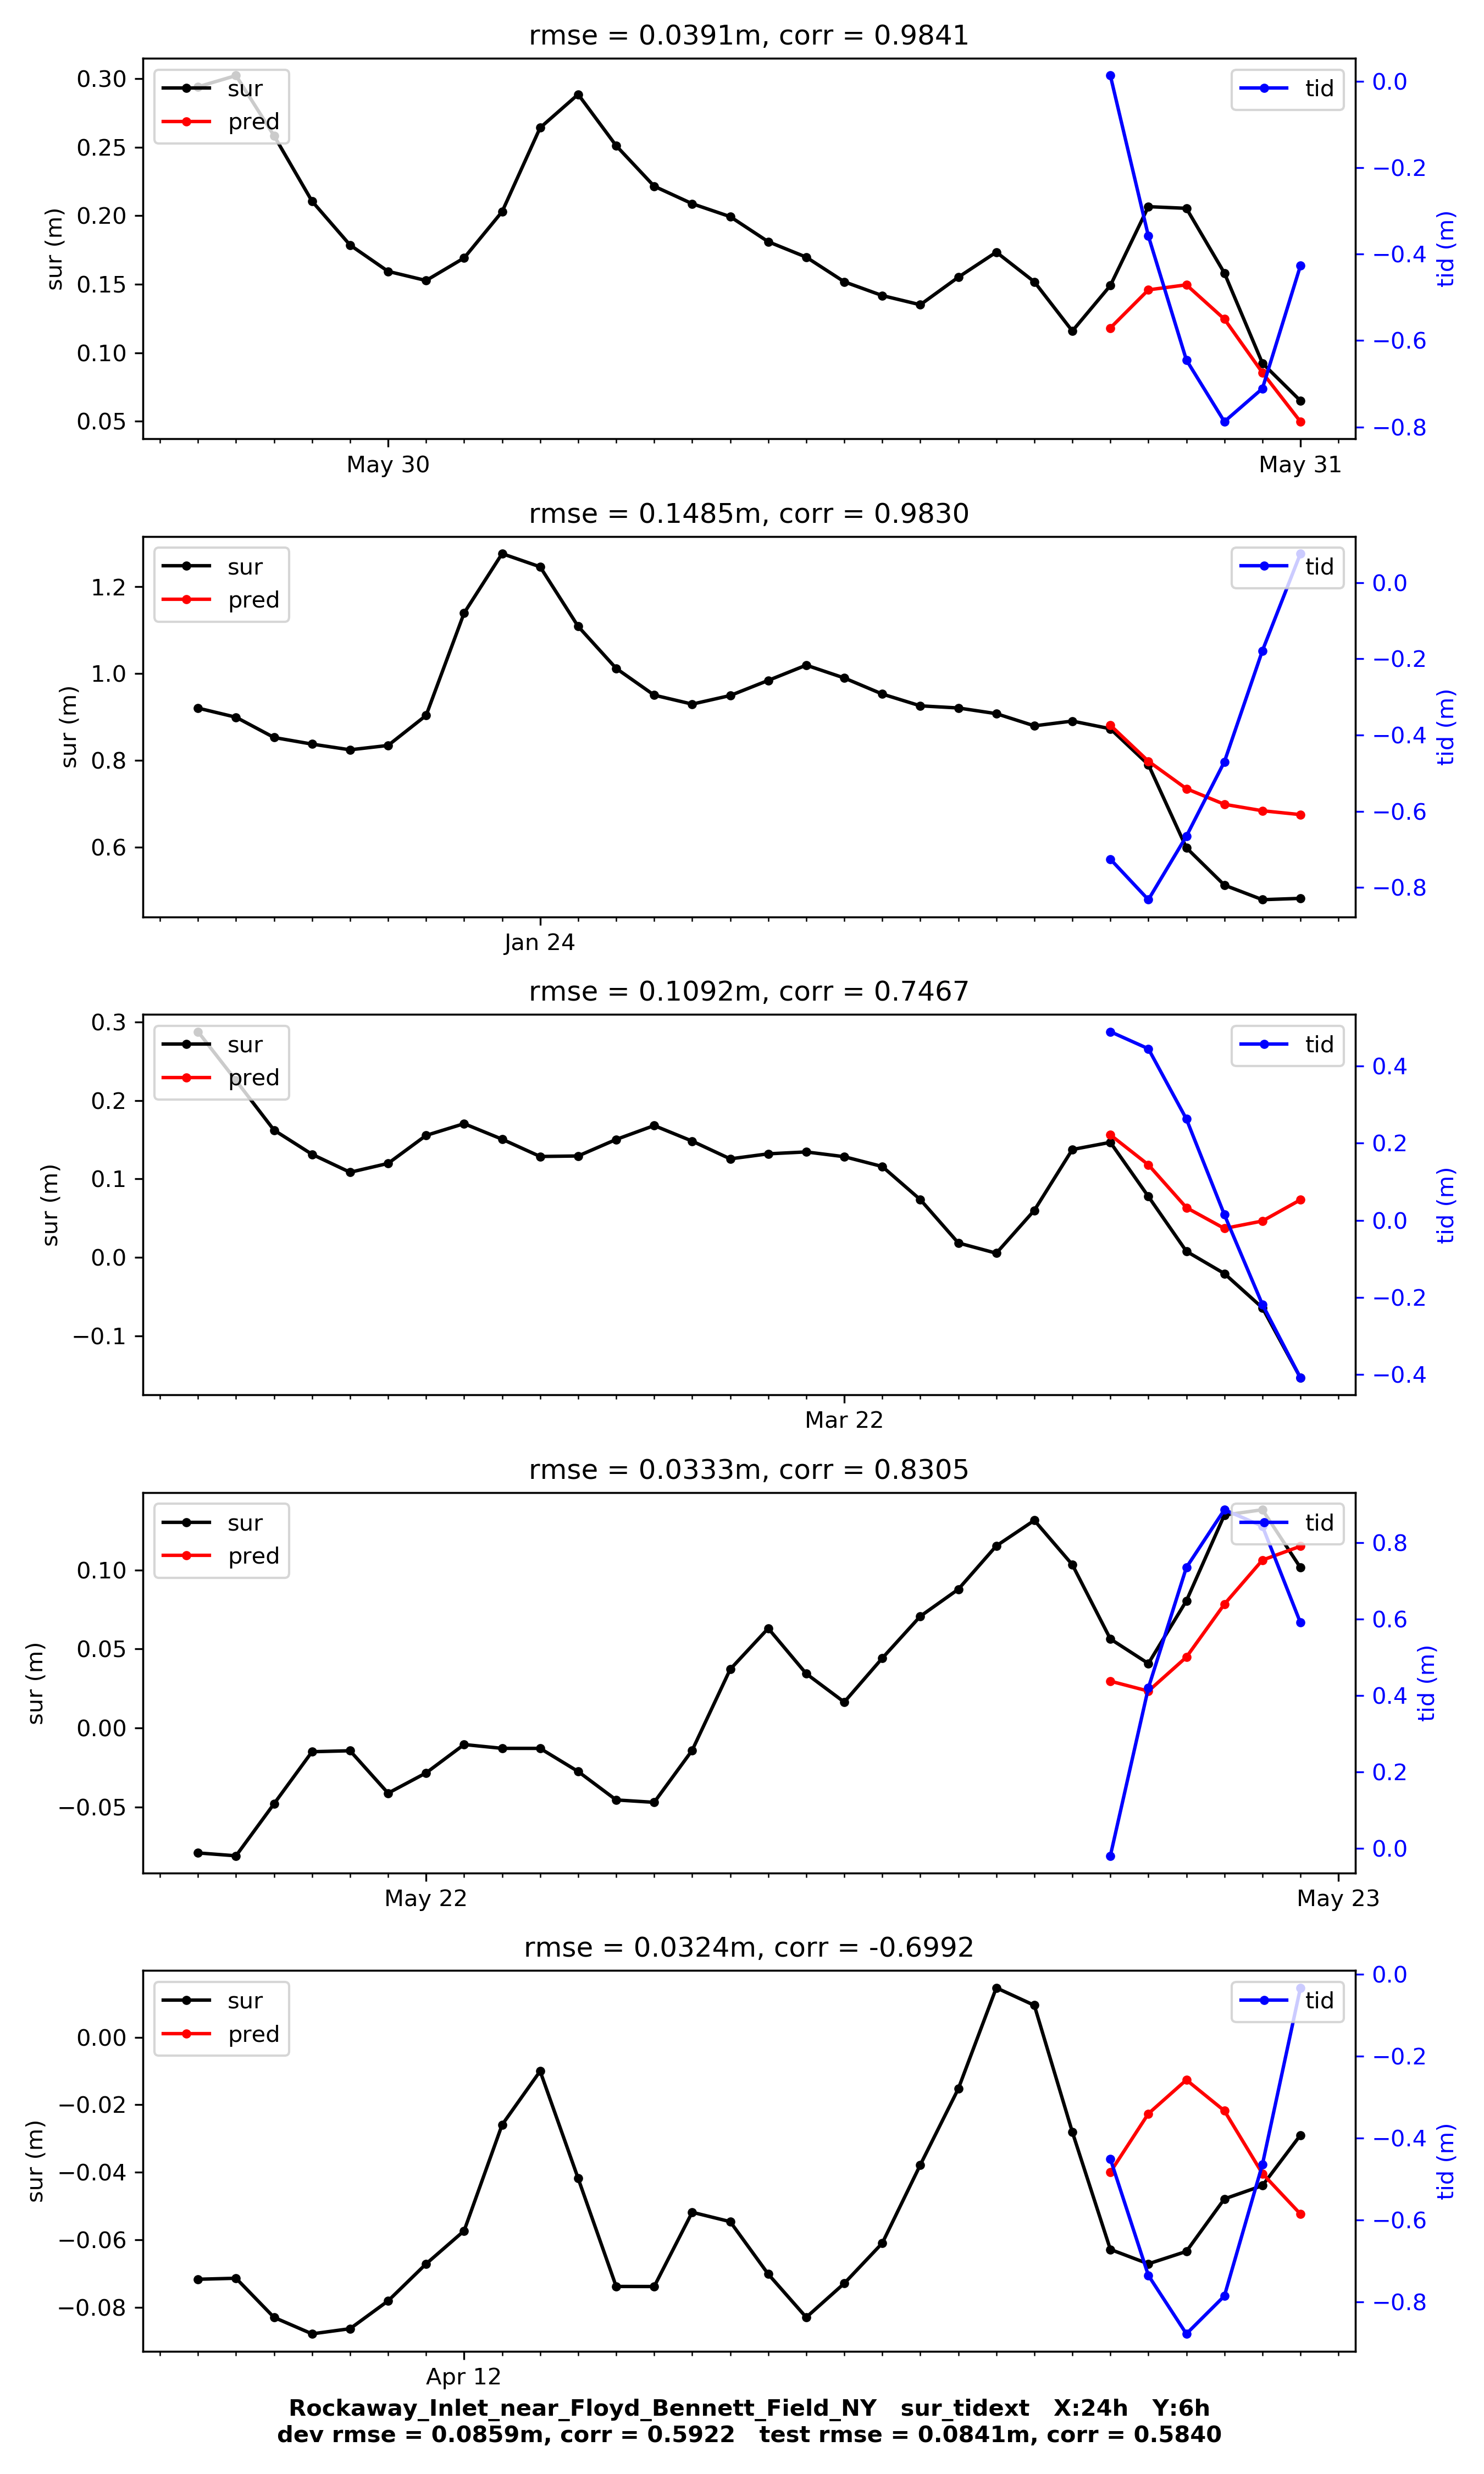 rmse = 0.0391m, corr = 0.9841
sur
pred
tid
0.30
0.25
0.20
0.15
0.10
0.05
sur (m)
0.0
−0.2
−0.4
−0.6
−0.8
tid (m)
May 30
May 31
rmse = 0.1485m, corr = 0.9830
sur
pred
tid
1.2
1.0
0.8
0.6
sur (m)
0.0
−0.2
−0.4
−0.6
−0.8
tid (m)
Jan 24
rmse = 0.1092m, corr = 0.7467
sur
pred
tid
0.3
0.2
0.1
0.0
−0.1
sur (m)
0.4
0.2
0.0
−0.2
−0.4
tid (m)
Mar 22
rmse = 0.0333m, corr = 0.8305
sur
pred
tid
0.10
0.05
0.00
−0.05
sur (m)
0.8
0.6
0.4
0.2
0.0
tid (m)
May 22
May 23
rmse = 0.0324m, corr = -0.6992
sur
pred
tid
0.00
−0.02
−0.04
−0.06
−0.08
sur (m)
0.0
−0.2
−0.4
−0.6
−0.8
tid (m)
Apr 12
Rockaway_Inlet_near_Floyd_Bennett_Field_NY sur_tidext X:24h Y:6h
dev rmse = 0.0859m, corr = 0.5922 test rmse = 0.0841m, corr = 0.5840